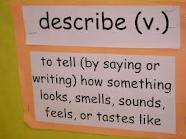 describe (v.)
to tell (by saying or
writing) how something
looks, smells, sounds,
feels, or tastes like